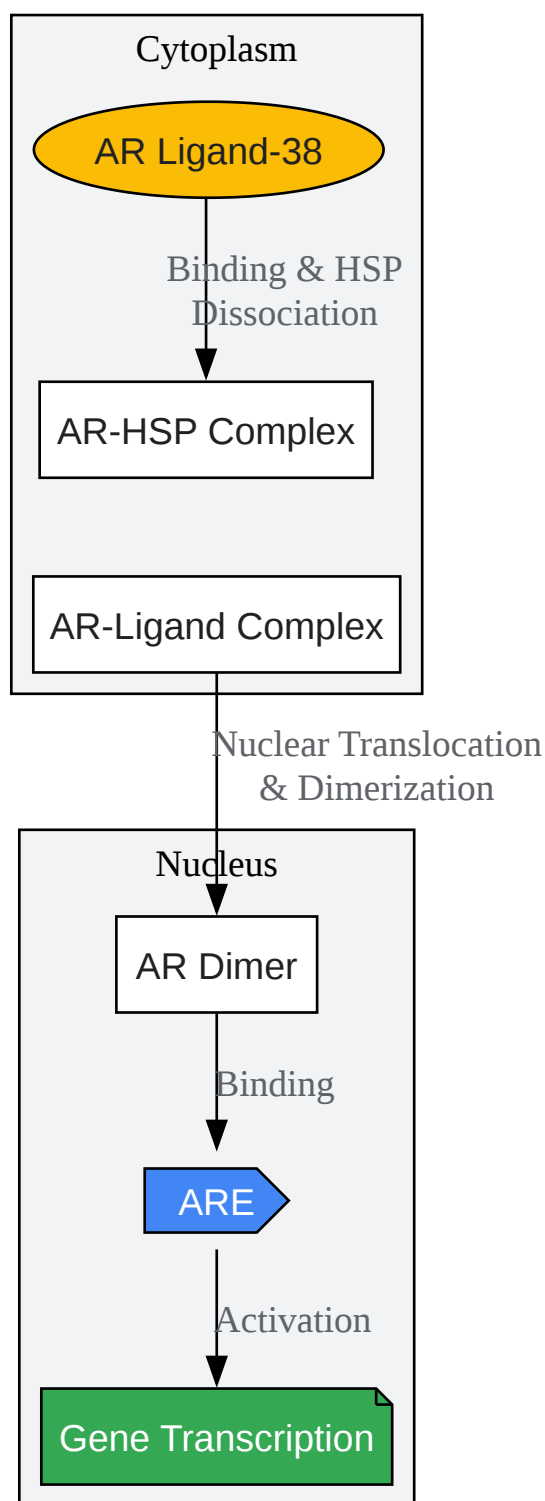 Cytoplasm
AR Ligand-38
Binding & HSP
Dissociation
AR-HSP Complex
AR-Ligand Complex
Nuclear Translocation
& Dimerization
Nucleus
AR Dimer
Binding
ARE
Activation
Gene Transcription